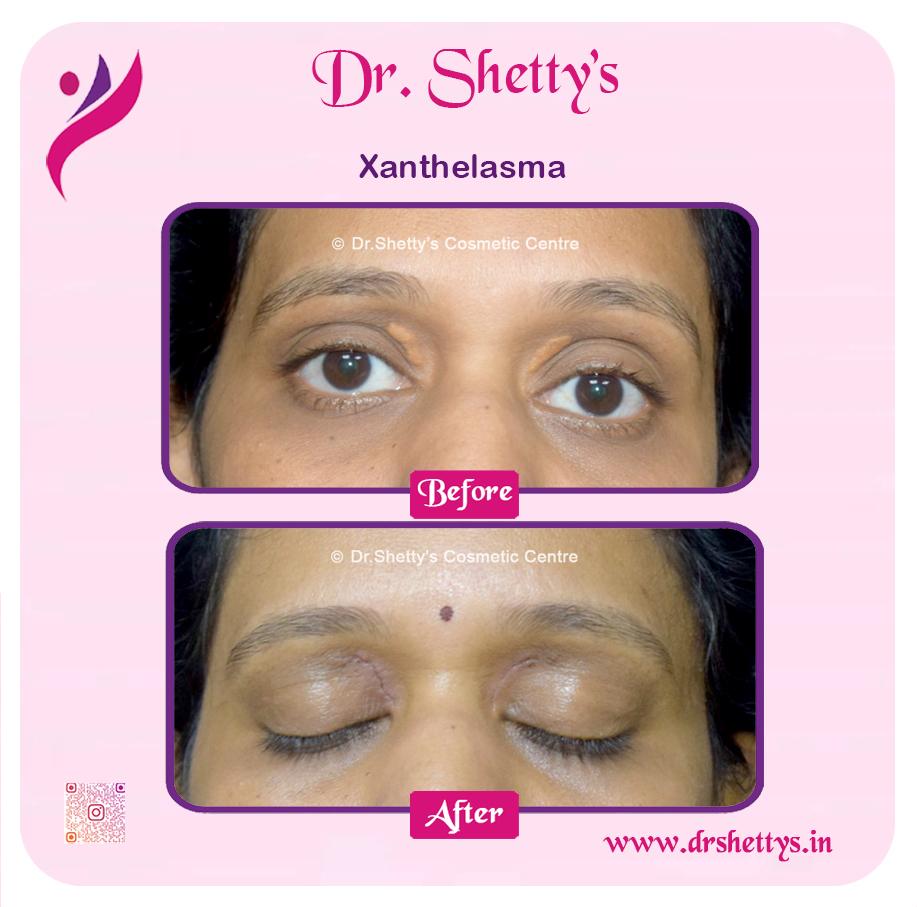 Dr. Shetty's
Xanthelasma
© Dr.Shetty's Cosmetic Centre
Before
© Dr.Shetty's Cosmetic Centre
After
www.drshettys.in